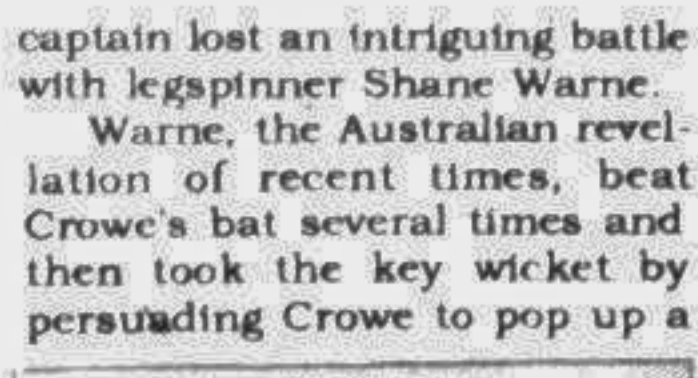 captain lost an intriguing battle
with legspinner Shane Warne.
Warne, the Australian revel-
lation of recent times, beat
Crowe's bat several times and
then took the key wicket by
persuading Crowe to pop up a